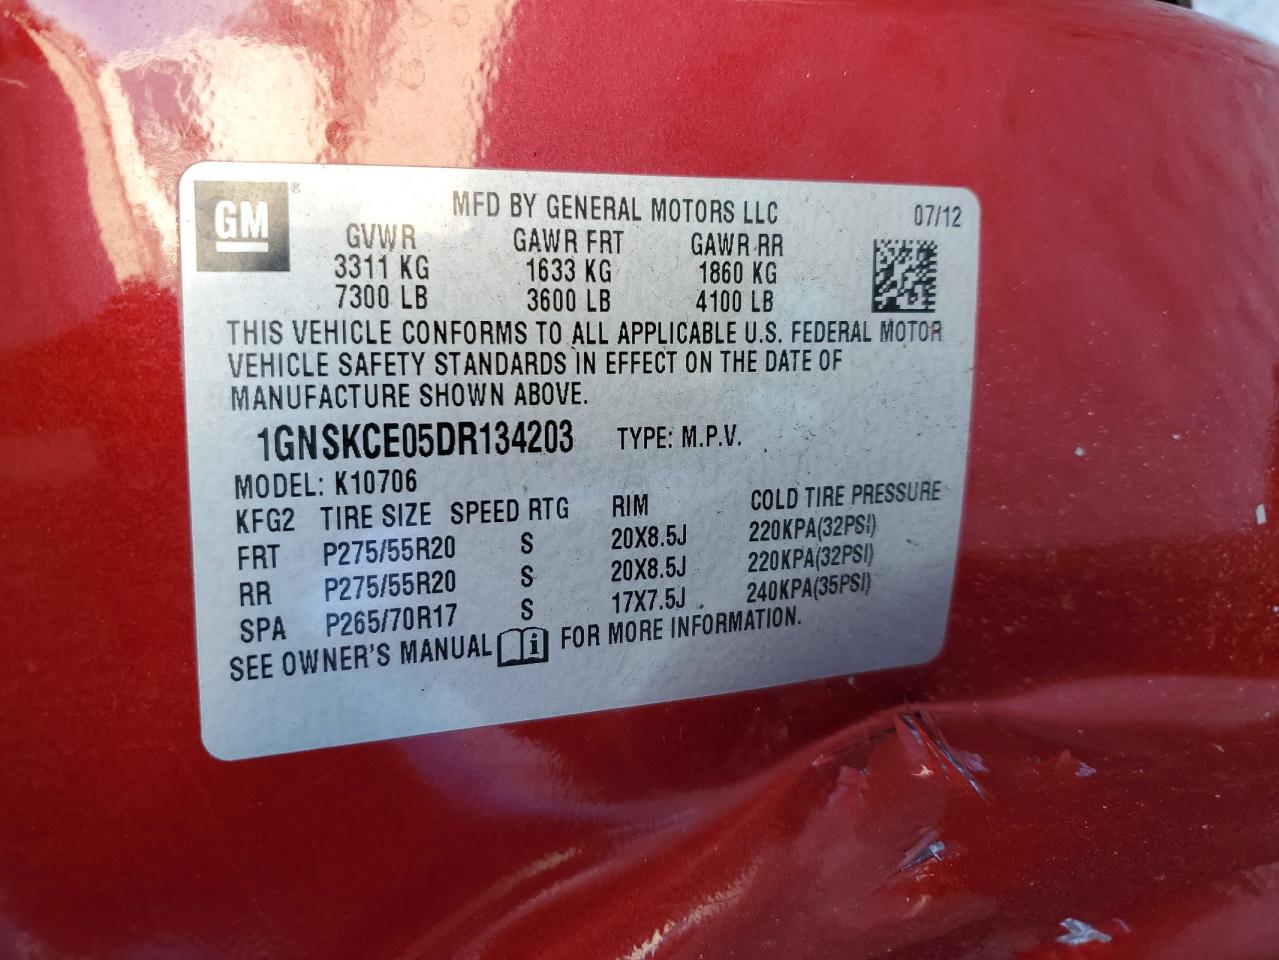 GM ®
MFD BY GENERAL MOTORS LLC 07/12
GVWR GAWR FRT GAWR RR
3311 KG 1633 KG 1860 KG
7300 LB 3600 LB 4100 LB
THIS VEHICLE CONFORMS TO ALL APPLICABLE U.S. FEDERAL MOTOR
VEHICLE SAFETY STANDARDS IN EFFECT ON THE DATE OF
MANUFACTURE SHOWN ABOVE.
1GNSKCE05DR134203 TYPE: M.P.V.
MODEL: K10706
KFG2 TIRE SIZE SPEED RTG RIM COLD TIRE PRESSURE
FRT P275/55R20 S 20X8.5J 220KPA(32PSI)
RR P275/55R20 S 20X8.5J 220KPA(32PSI)
SPA P265/70R17 S 17X7.5J 240KPA(35PSI)
SEE OWNER'S MANUAL i FOR MORE INFORMATION.